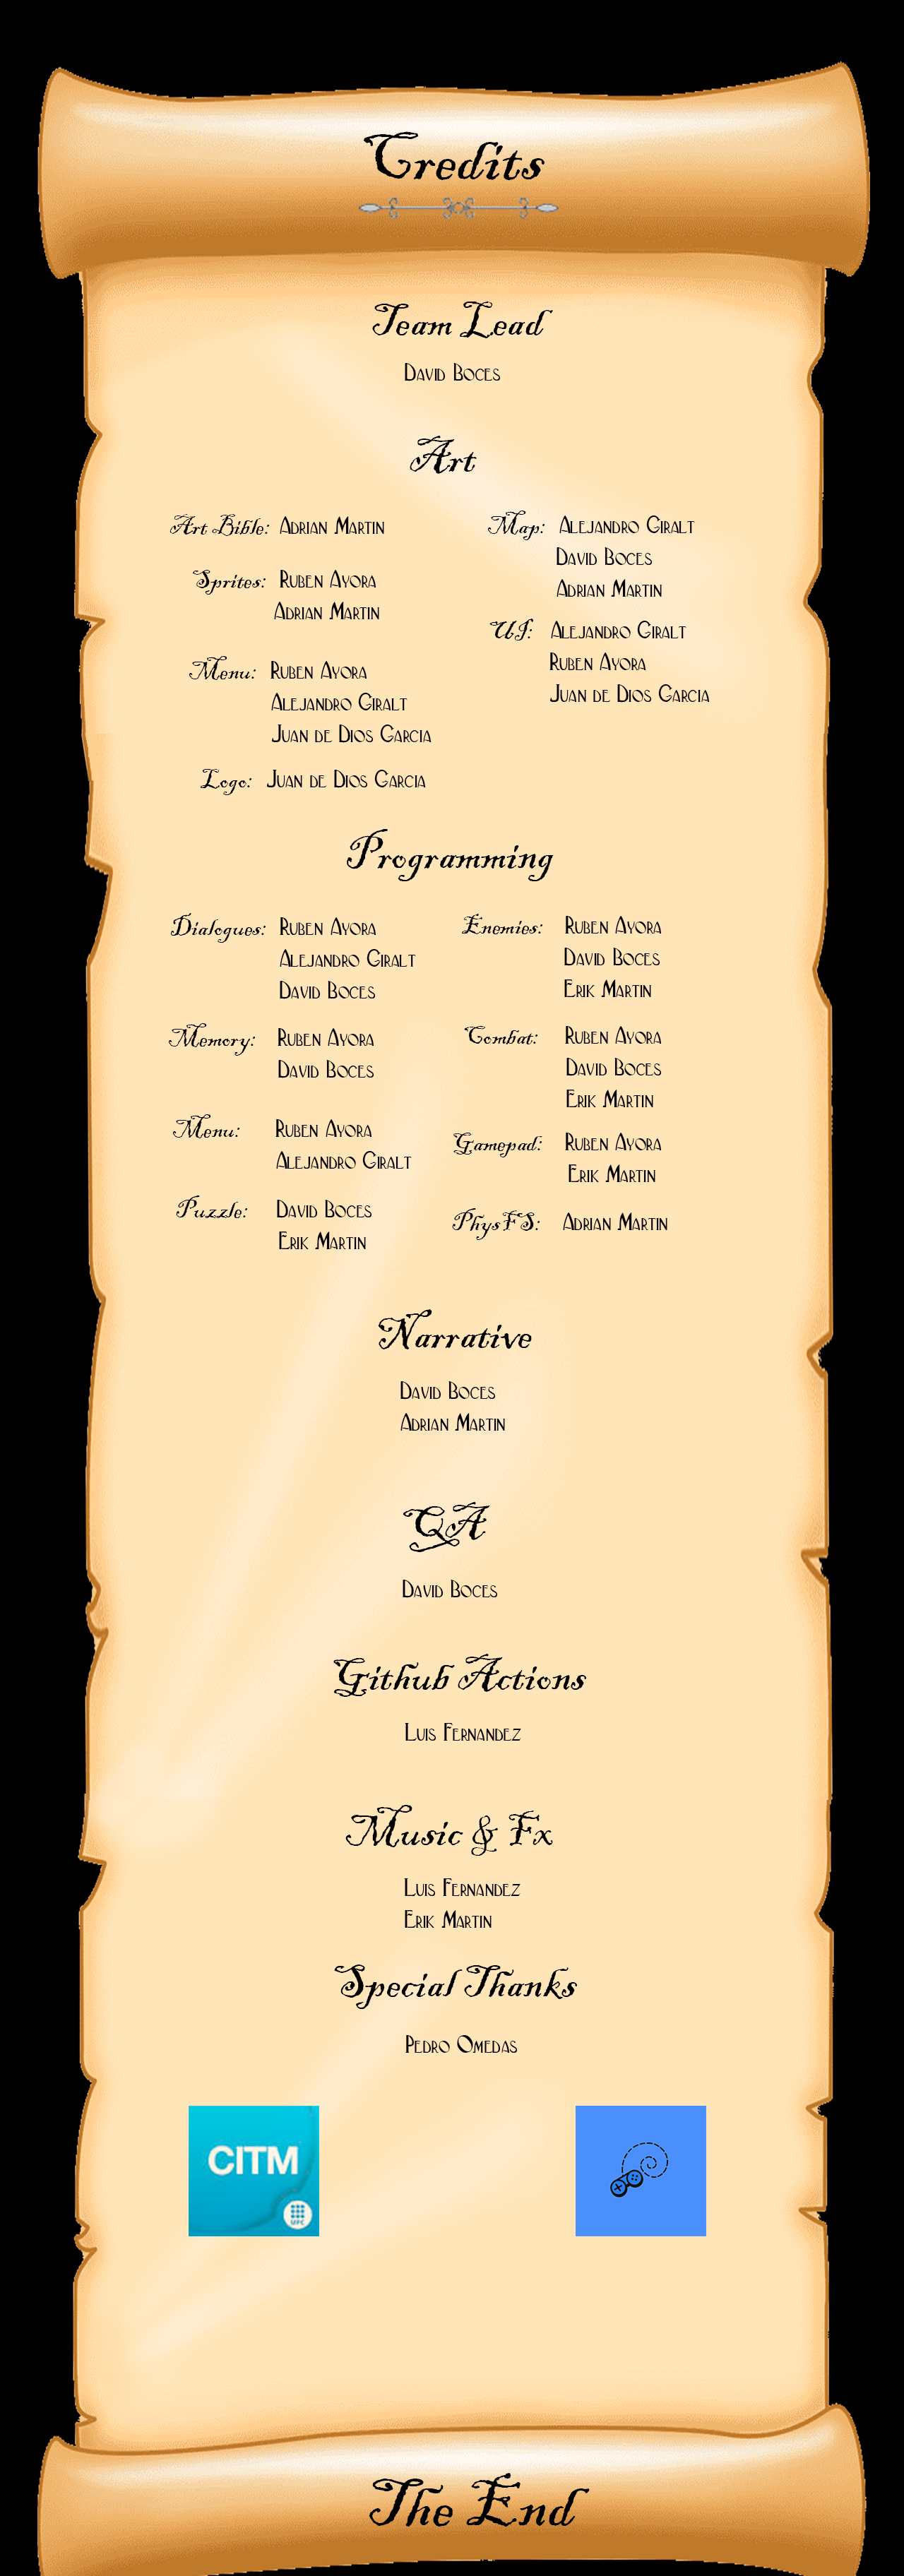 Credits
Team Lead
David Boces
Art
Art Bible: Adrian Martin
Sprites: Ruben Ayora
Adrian Martin
Menu: Ruben Ayora
Alejandro Giralt
Juan de Dios Garcia
Logo: Juan de Dios Garcia
Map: Alejandro Giralt
David Boces
Adrian Martin
UI: Alejandro Giralt
Ruben Ayora
Juan de Dios Garcia
Programming
Dialogues: Ruben Ayora
Alejandro Giralt
David Boces
Memory: Ruben Ayora
David Boces
Menu: Ruben Ayora
Alejandro Giralt
Puzzle: David Boces
Erik Martin
Enemies: Ruben Ayora
David Boces
Erik Martin
Combat: Ruben Ayora
David Boces
Erik Martin
Gamepad: Ruben Ayora
Erik Martin
PhysFS: Adrian Martin
Narrative
David Boces
Adrian Martin
QA
David Boces
Github Actions
Luis Fernandez
Music & Fx
Luis Fernandez
Erik Martin
Special Thanks
Pedro Omedas
CITM
UPC
The End